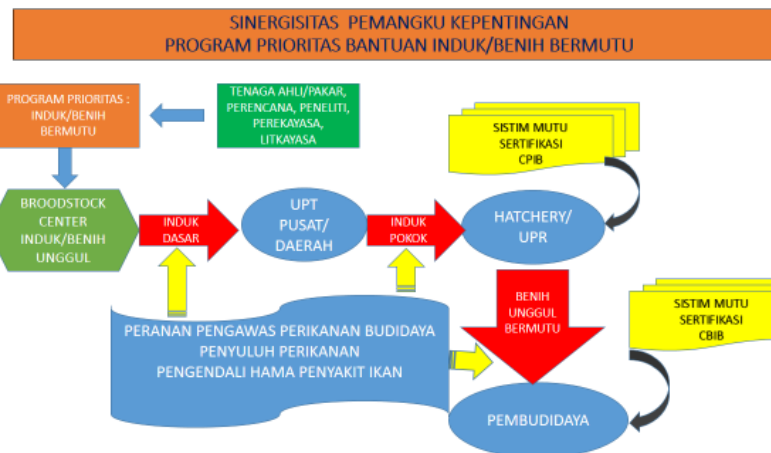 SINERGISITAS PEMANGKU KEPENTINGAN
PROGRAM PRIORITAS BANTUAN INDUK/BENIH BERMUTU
PROGRAM PRIORITAS :
INDUK/BENIH
BERMUTU
TENAGA AHLI/PAKAR,
PERENCANA, PENELITI,
PEREKAYASA,
LITKAYASA
SISTIM MUTU
SERTIFIKASI
CPIB
BROODSTOCK
CENTER
INDUK/BENIH
UNGGUL
INDUK
DASAR
UPT
PUSAT/
DAERAH
INDUK
POKOK
HATCHERY/
UPR
BENIH
UNGGUL
BERMUTU
SISTIM MUTU
SERTIFIKASI
CBIB
PERANAN PENGAWAS PERIKANAN BUDIDAYA
PENYULUH PERIKANAN
PENGENDALI HAMA PENYAKIT IKAN
PEMBUDIDAYA